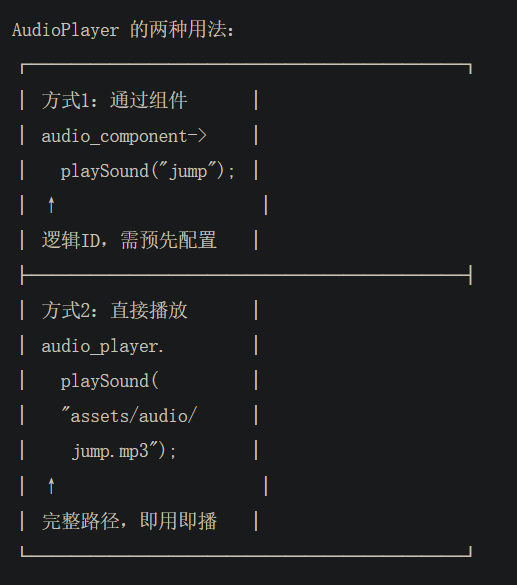 AudioPlayer 的两种用法：
方式1：通过组件
audio_component->
playSound("jump");
↑
逻辑ID，需预先配置
方式2：直接播放
audio_player.
playSound(
"assets/audio/
jump.mp3");
↑
完整路径，即用即播